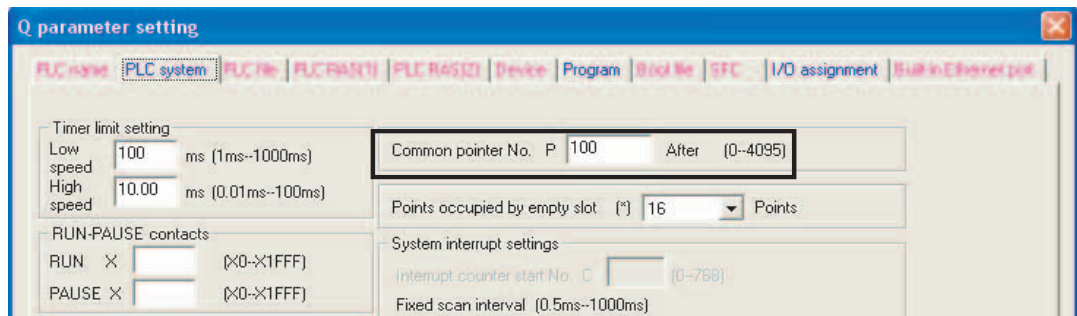 Q parameter setting
PLC name PLC system PLC file PLC RAS(1) PLC RAS(2) Device Program Boot file SFC I/O assignment Built-in Ethernet port
Timer limit setting
Low speed 100 ms (1ms--1000ms)
High speed 10.00 ms (0.01ms--100ms)
RUN-PAUSE contacts
RUN X (X0--X1FFF)
PAUSE X (X0--X1FFF)
Common pointer No. P 100 After (0--4095)
Points occupied by empty slot (*) 16 Points
System interrupt settings
Interrupt counter start No. C (0--768)
Fixed scan interval (0.5ms--1000ms)